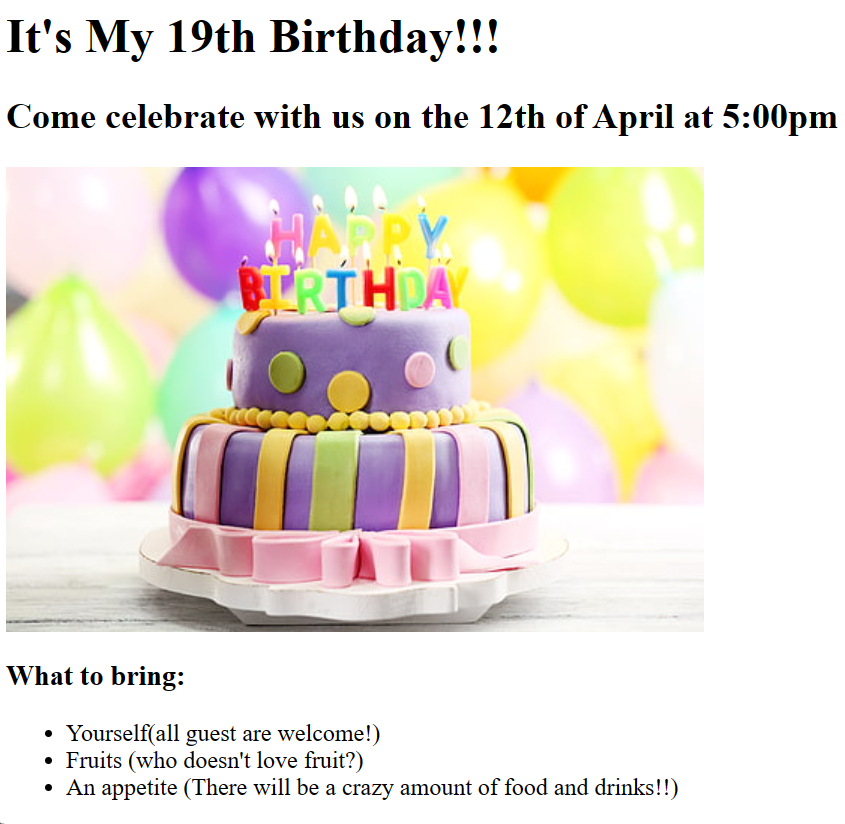 It's My 19th Birthday!!!
Come celebrate with us on the 12th of April at 5:00pm
HAPPY
BIRTHDAY
What to bring:
Yourself(all guest are welcome!)
Fruits (who doesn't love fruit?)
An appetite (There will be a crazy amount of food and drinks!!)